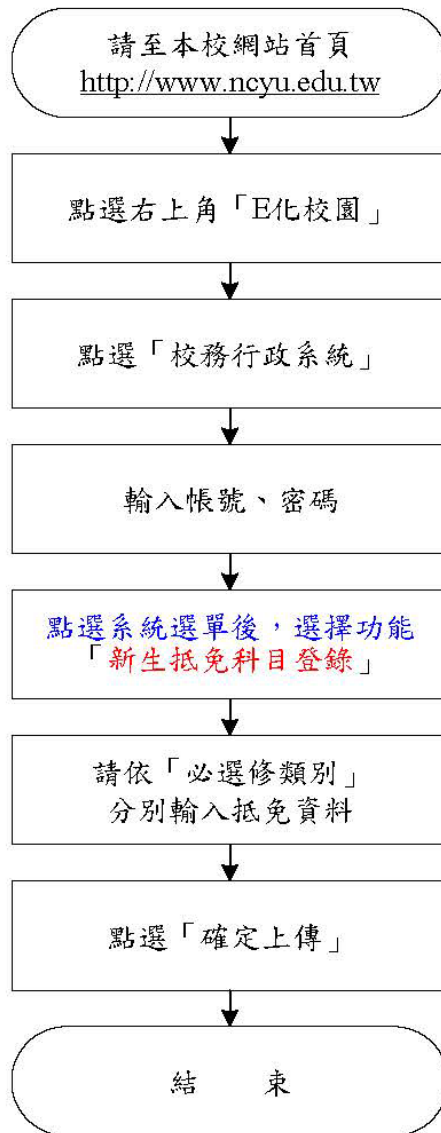 請至本校網站首頁
http://www.ncyu.edu.tw
點選右上角「E化校園」
點選「校務行政系統」
輸入帳號、密碼
點選系統選單後，選擇功能
「新生抵免科目登錄」
請依「必選修類別」
分別輸入抵免資料
點選「確定上傳」
結　　束